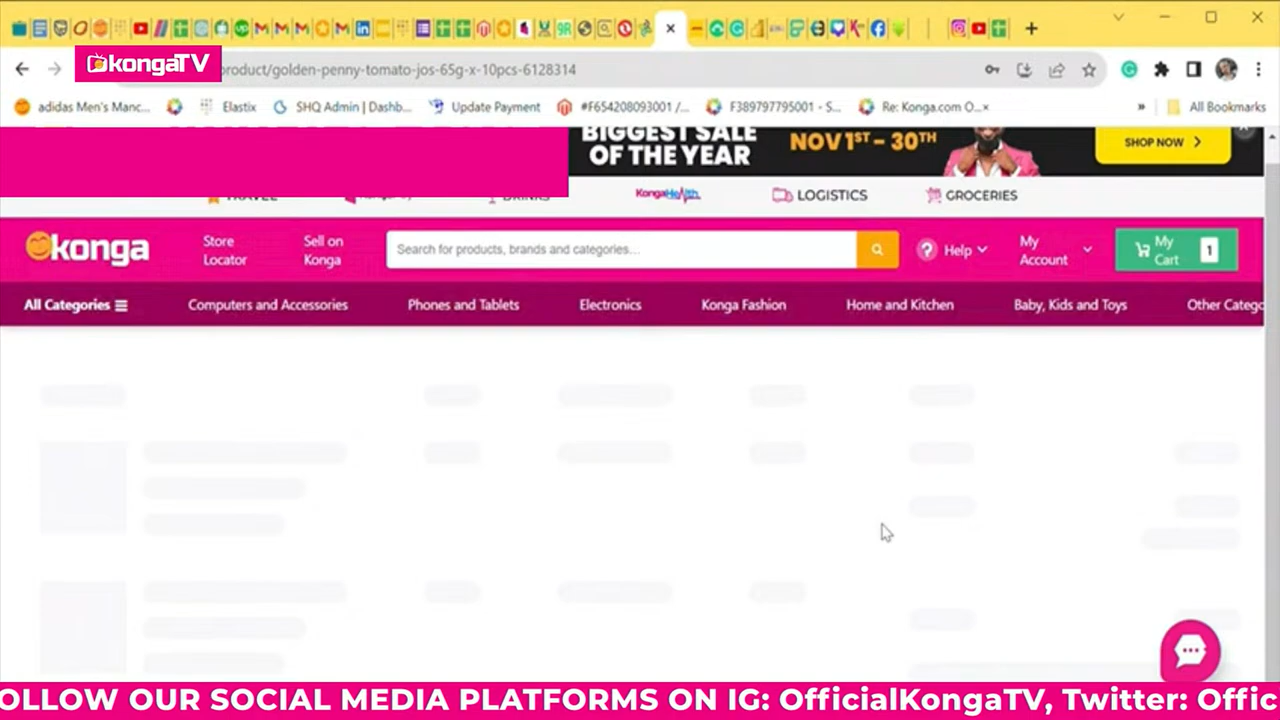 kongaTV
product/golden-penny-tomato-jos-65g-x-10pcs-6128314
adidas Men's Manc...
Elastix
SHQ Admin | Dashb...
Update Payment
#F654208093001 /...
F389797795001 - S...
Re: Konga.com O...
»
All Bookmarks
BIGGEST SALE
OF THE YEAR
NOV 1ST - 30TH
SHOP NOW
TRAVEL
DRINKS
KongaHealth
LOGISTICS
GROCERIES
konga
Store
Locator
Sell on
Konga
Search for products, brands and categories...
Help
My
Account
My
Cart
1
All Categories
Computers and Accessories
Phones and Tablets
Electronics
Konga Fashion
Home and Kitchen
Baby, Kids and Toys
Other Catego
OLLOW OUR SOCIAL MEDIA PLATFORMS ON IG: OfficialKongaTV, Twitter: Offic